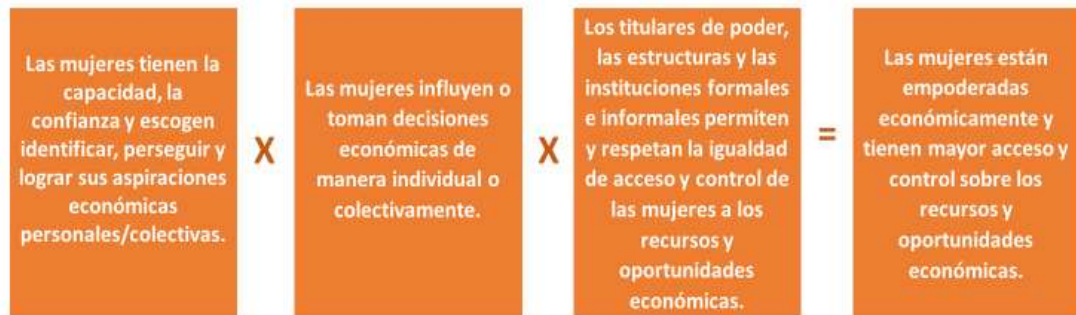 Las mujeres tienen la
capacidad, la
confianza y escogen
identificar, perseguir y
lograr sus aspiraciones
económicas
personales/colectivas.
X
Las mujeres influyen o
toman decisiones
económicas de
manera individual o
colectivamente.
X
Los titulares de poder,
las estructuras y las
instituciones formales
e informales permiten
y respetan la igualdad
de acceso y control de
las mujeres a los
recursos y
oportunidades
económicas.
=
Las mujeres están
empoderadas
económicamente y
tienen mayor acceso y
control sobre los
recursos y
oportunidades
económicas.